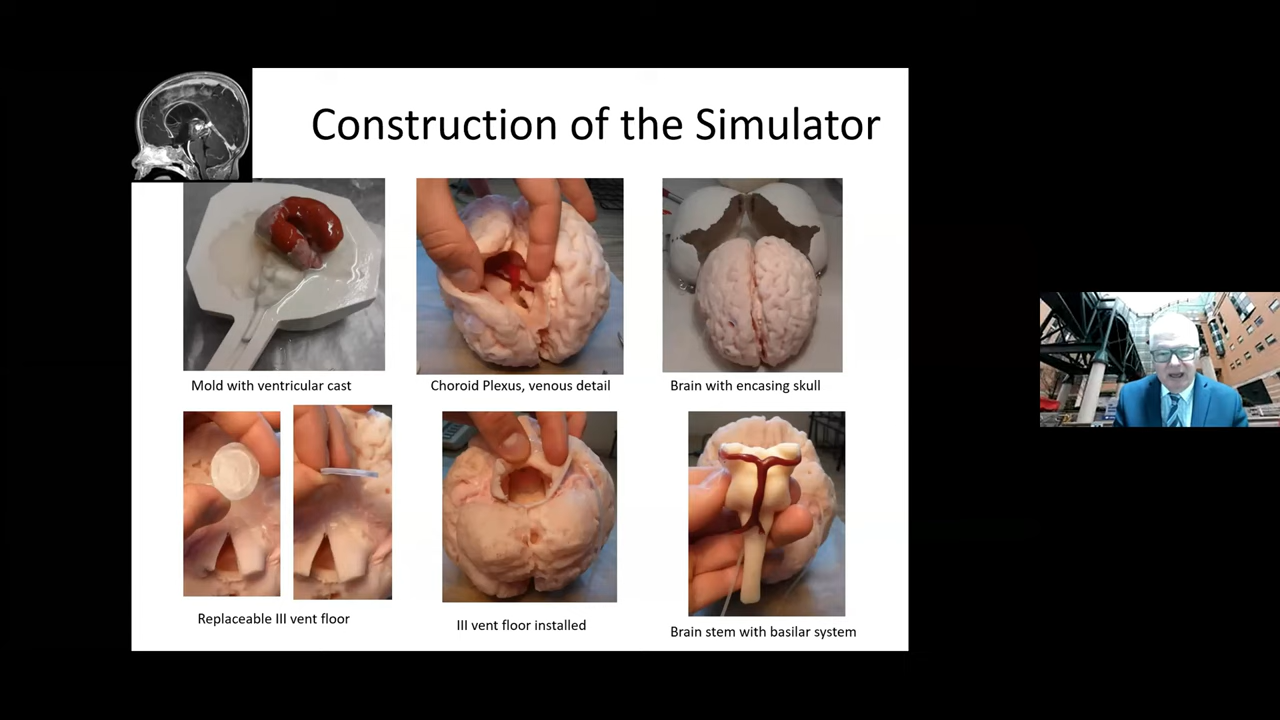 Construction of the Simulator
Mold with ventricular cast
Choroid Plexus, venous detail
Brain with encasing skull
Replaceable III vent floor
III vent floor installed
Brain stem with basilar system